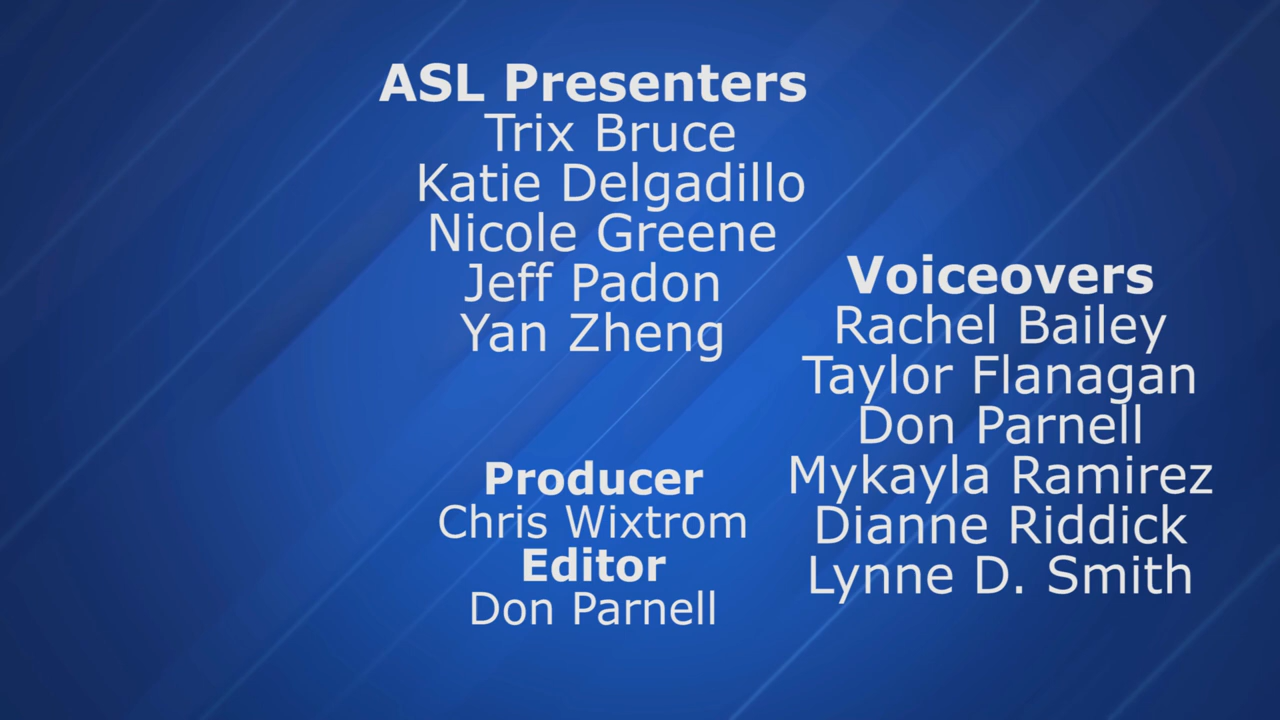 ASL Presenters
Trix Bruce
Katie Delgadillo
Nicole Greene
Jeff Padon
Yan Zheng
Producer
Chris Wixtrom
Editor
Don Parnell
Voiceovers
Rachel Bailey
Taylor Flanagan
Don Parnell
Mykayla Ramirez
Dianne Riddick
Lynne D. Smith